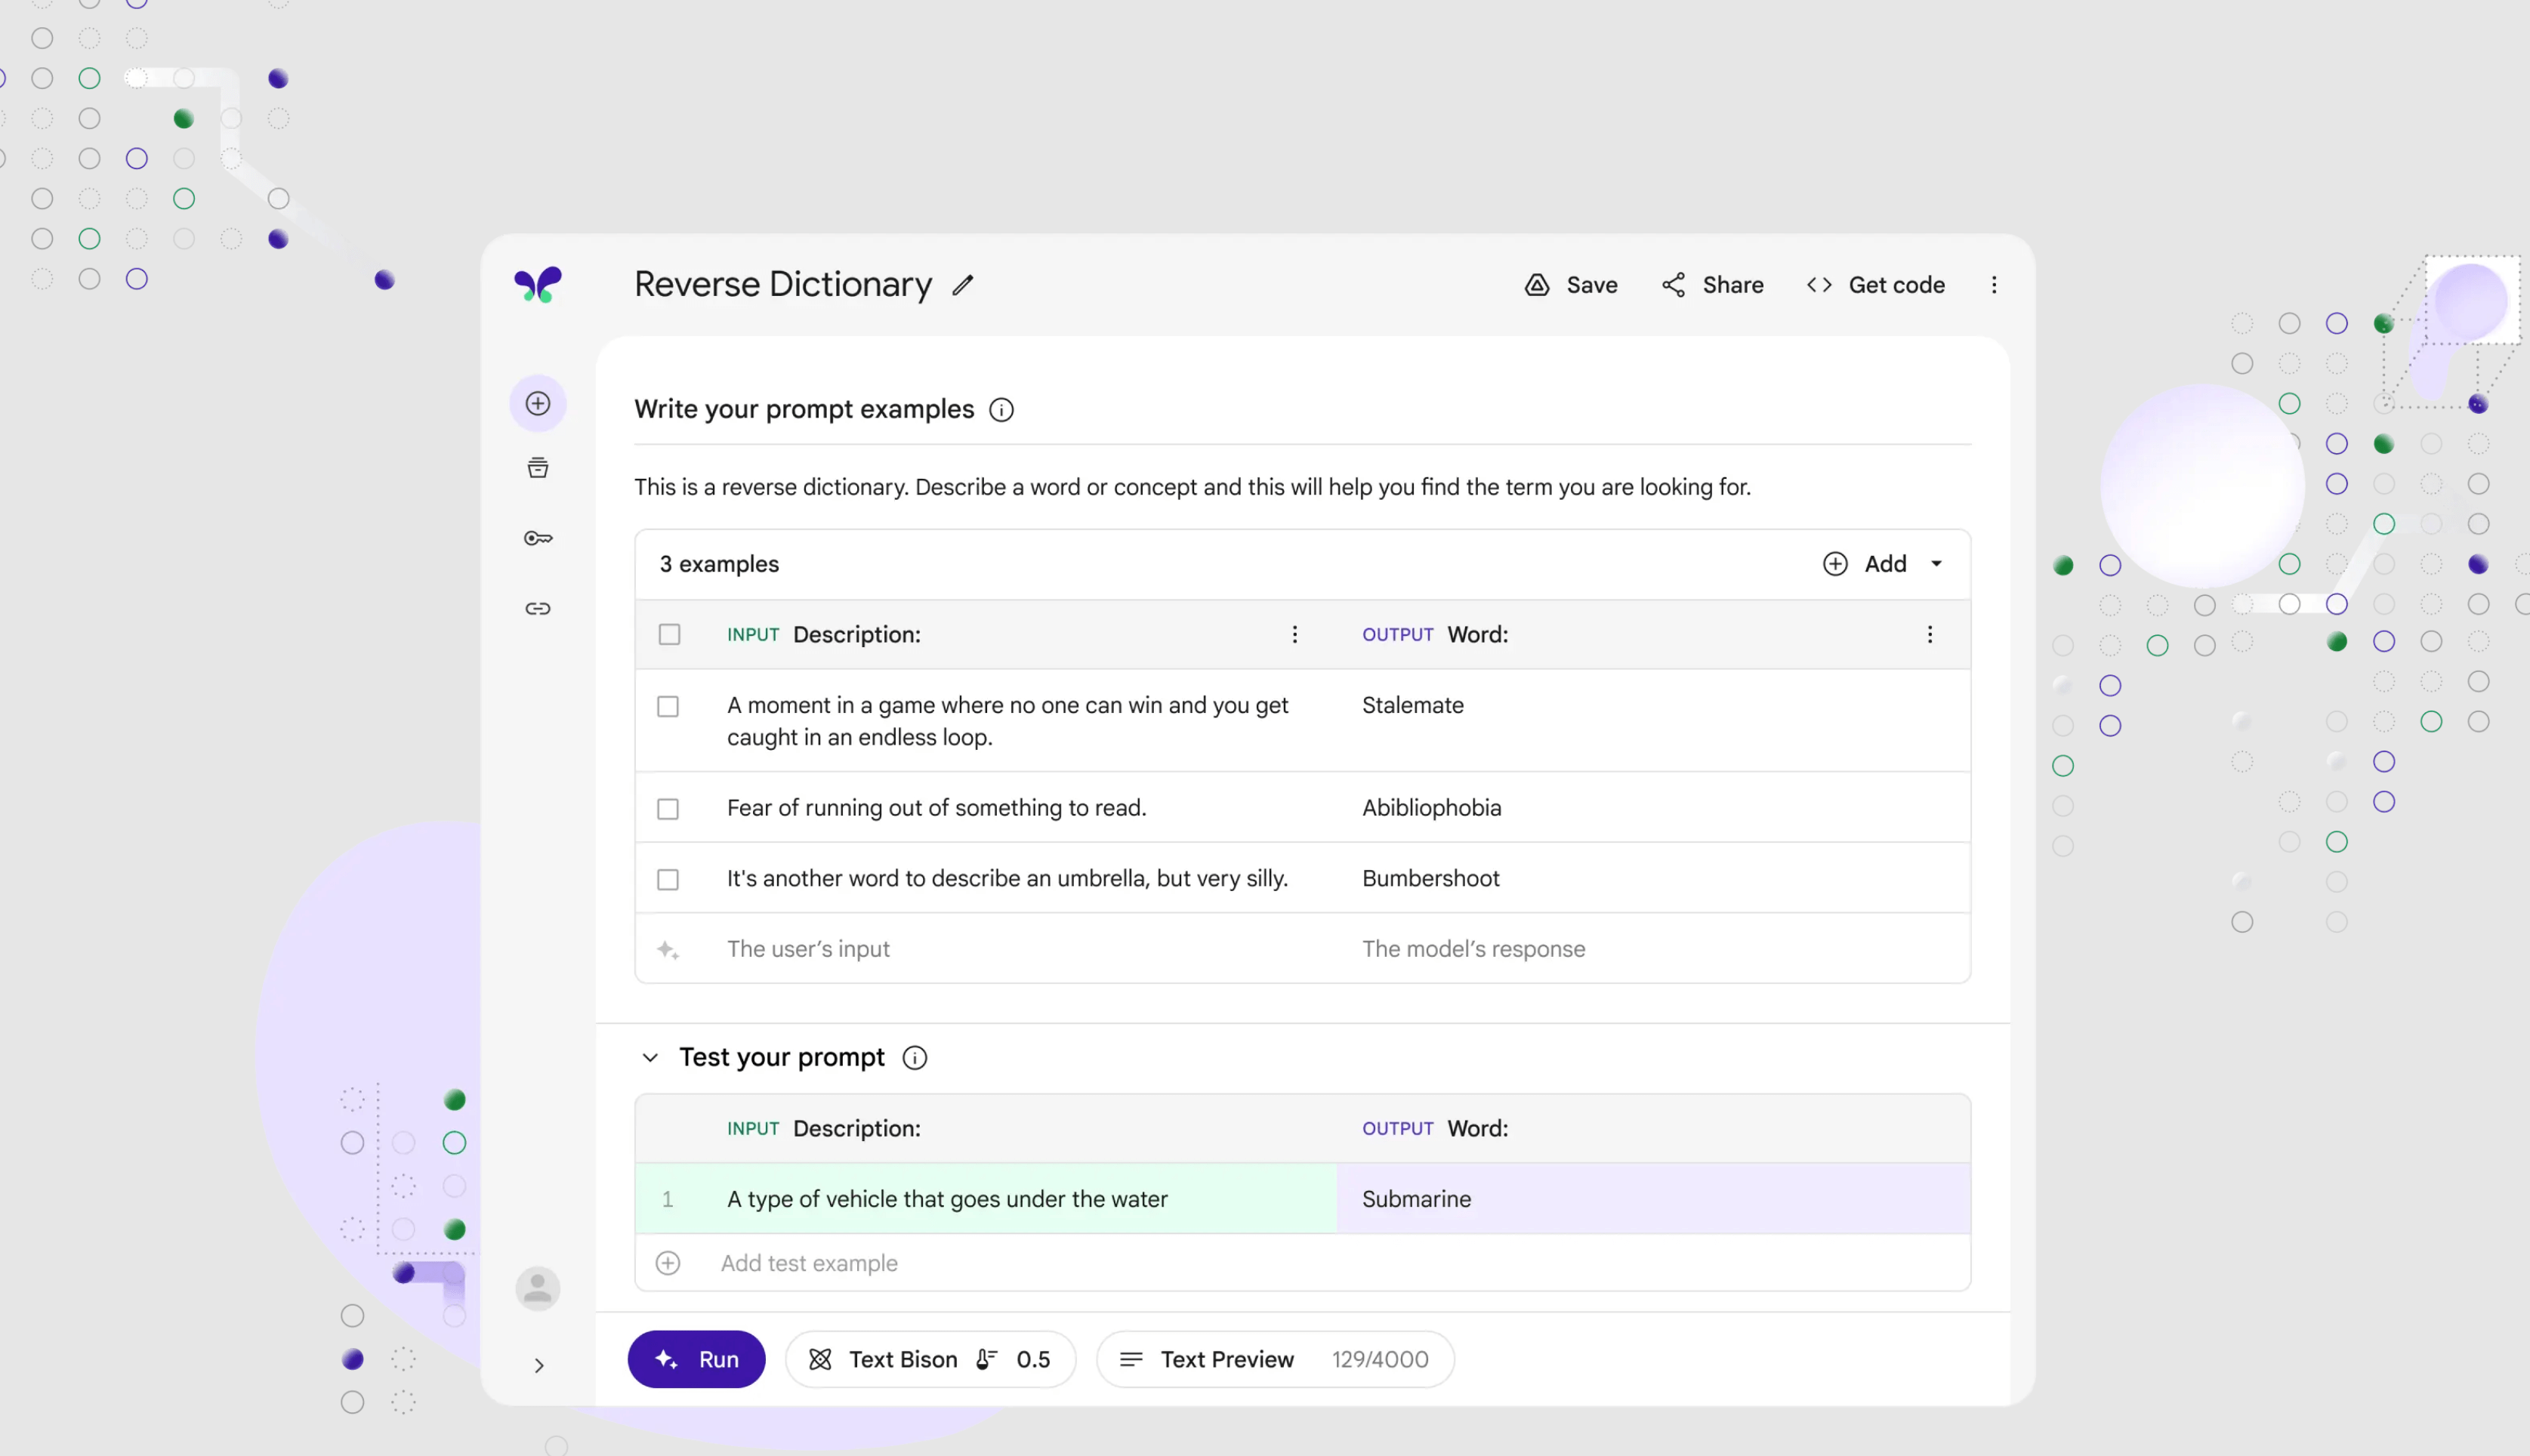 Reverse Dictionary
Save
Share
Get code
Write your prompt examples
This is a reverse dictionary. Describe a word or concept and this will help you find the term you are looking for.
3 examples
Add
INPUT Description:
OUTPUT Word:
A moment in a game where no one can win and you get
caught in an endless loop.
Stalemate
Fear of running out of something to read.
Abibliophobia
It's another word to describe an umbrella, but very silly.
Bumbershoot
The user’s input
The model’s response
Test your prompt
INPUT Description:
OUTPUT Word:
1
A type of vehicle that goes under the water
Submarine
Add test example
Run
Text Bison
0.5
Text Preview
129/4000